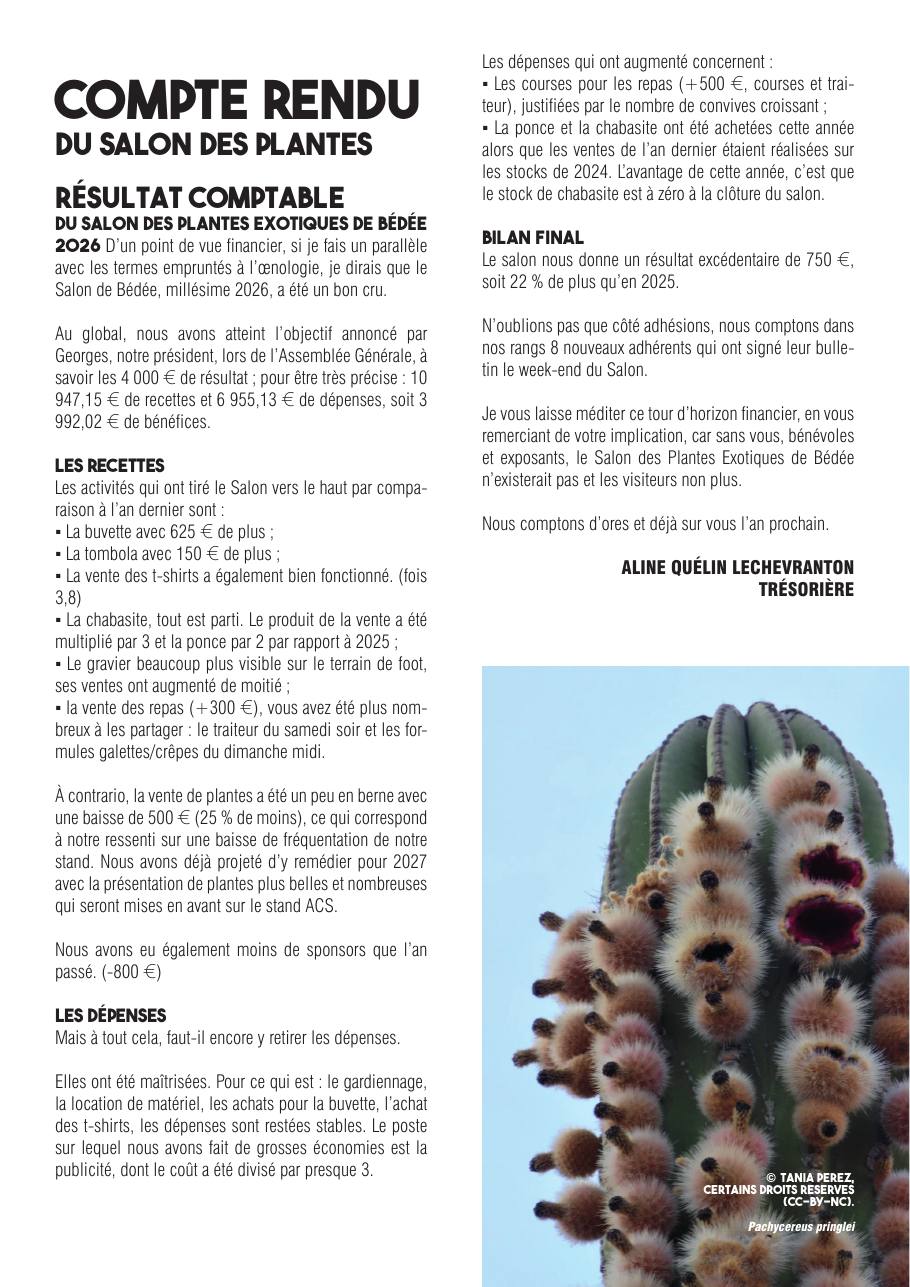 COMPTE RENDU
DU SALON DES PLANTES
RÉSULTAT COMPTABLE
DU SALON DES PLANTES EXOTIQUES DE BÉDÉE
2026 D’un point de vue financier, si je fais un parallèle
avec les termes empruntés à l’œnologie, je dirais que le
Salon de Bédée, millésime 2026, a été un bon cru.
Au global, nous avons atteint l’objectif annoncé par
Georges, notre président, lors de l’Assemblée Générale, à
savoir les 4 000 € de résultat ; pour être très précise : 10
947,15 € de recettes et 6 955,13 € de dépenses, soit 3
992,02 € de bénéfices.
LES RECETTES
Les activités qui ont tiré le Salon vers le haut par compa-
raison à l’an dernier sont :
▪ La buvette avec 625 € de plus ;
▪ La tombola avec 150 € de plus ;
▪ La vente des t-shirts a également bien fonctionné. (fois
3,8)
▪ La chabasite, tout est parti. Le produit de la vente a été
multiplié par 3 et la ponce par 2 par rapport à 2025 ;
▪ Le gravier beaucoup plus visible sur le terrain de foot,
ses ventes ont augmenté de moitié ;
▪ la vente des repas (+300 €), vous avez été plus nom-
breux à les partager : le traiteur du samedi soir et les for-
mules galettes/crêpes du dimanche midi.
À contrario, la vente de plantes a été un peu en berne avec
une baisse de 500 € (25 % de moins), ce qui correspond
à notre ressenti sur une baisse de fréquentation de notre
stand. Nous avons déjà projeté d’y remédier pour 2027
avec la présentation de plantes plus belles et nombreuses
qui seront mises en avant sur le stand ACS.
Nous avons eu également moins de sponsors que l’an
passé. (-800 €)
LES DÉPENSES
Mais à tout cela, faut-il encore y retirer les dépenses.
Elles ont été maîtrisées. Pour ce qui est : le gardiennage,
la location de matériel, les achats pour la buvette, l’achat
des t-shirts, les dépenses sont restées stables. Le poste
sur lequel nous avons fait de grosses économies est la
publicité, dont le coût a été divisé par presque 3.
Les dépenses qui ont augmenté concernent :
▪ Les courses pour les repas (+500 €, courses et trai-
teur), justifiées par le nombre de convives croissant ;
▪ La ponce et la chabasite ont été achetées cette année
alors que les ventes de l’an dernier étaient réalisées sur
les stocks de 2024. L’avantage de cette année, c’est que
le stock de chabasite est à zéro à la clôture du salon.
BILAN FINAL
Le salon nous donne un résultat excédentaire de 750 €,
soit 22 % de plus qu’en 2025.
N’oublions pas que côté adhésions, nous comptons dans
nos rangs 8 nouveaux adhérents qui ont signé leur bulle-
tin le week-end du Salon.
Je vous laisse méditer ce tour d’horizon financier, en vous
remerciant de votre implication, car sans vous, bénévoles
et exposants, le Salon des Plantes Exotiques de Bédée
n’existerait pas et les visiteurs non plus.
Nous comptons d’ores et déjà sur vous l’an prochain.
ALINE QUÉLIN LECHEVRANTON
TRÉSORIÈRE
© TANIA PEREZ,
CERTAINS DROITS RESERVES
(CC-BY-NC).
Pachycereus pringlei